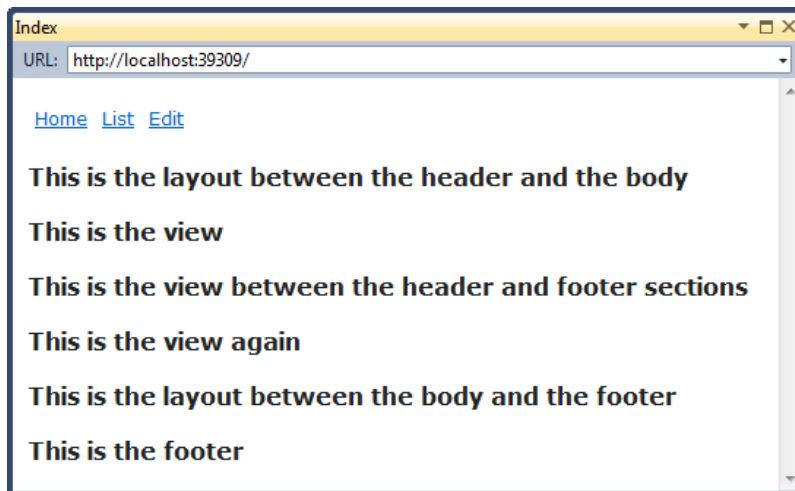 Index
URL: http://localhost:39309/
Home List Edit
This is the layout between the header and the body
This is the view
This is the view between the header and footer sections
This is the view again
This is the layout between the body and the footer
This is the footer